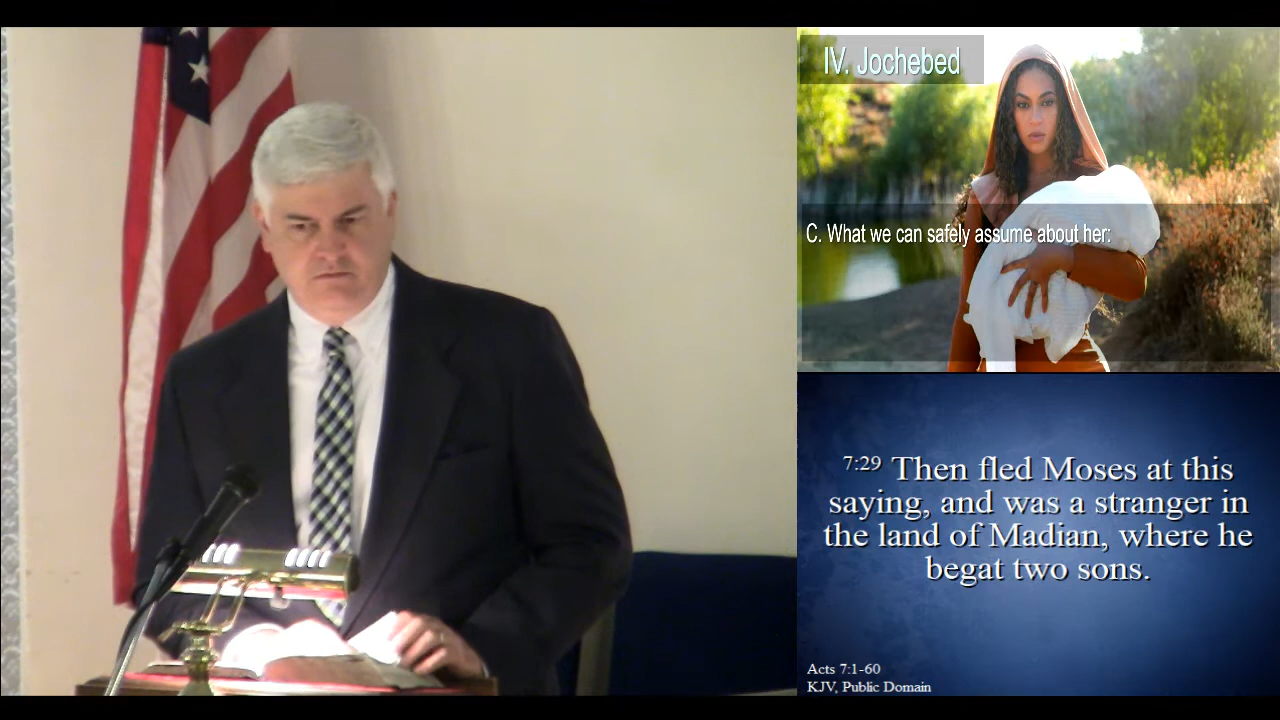 IV. Jochebed
C. What we can safely assume about her:
7:29 Then fled Moses at this
saying, and was a stranger in
the land of Madian, where he
begat two sons.
Acts 7:1-60
KJV, Public Domain